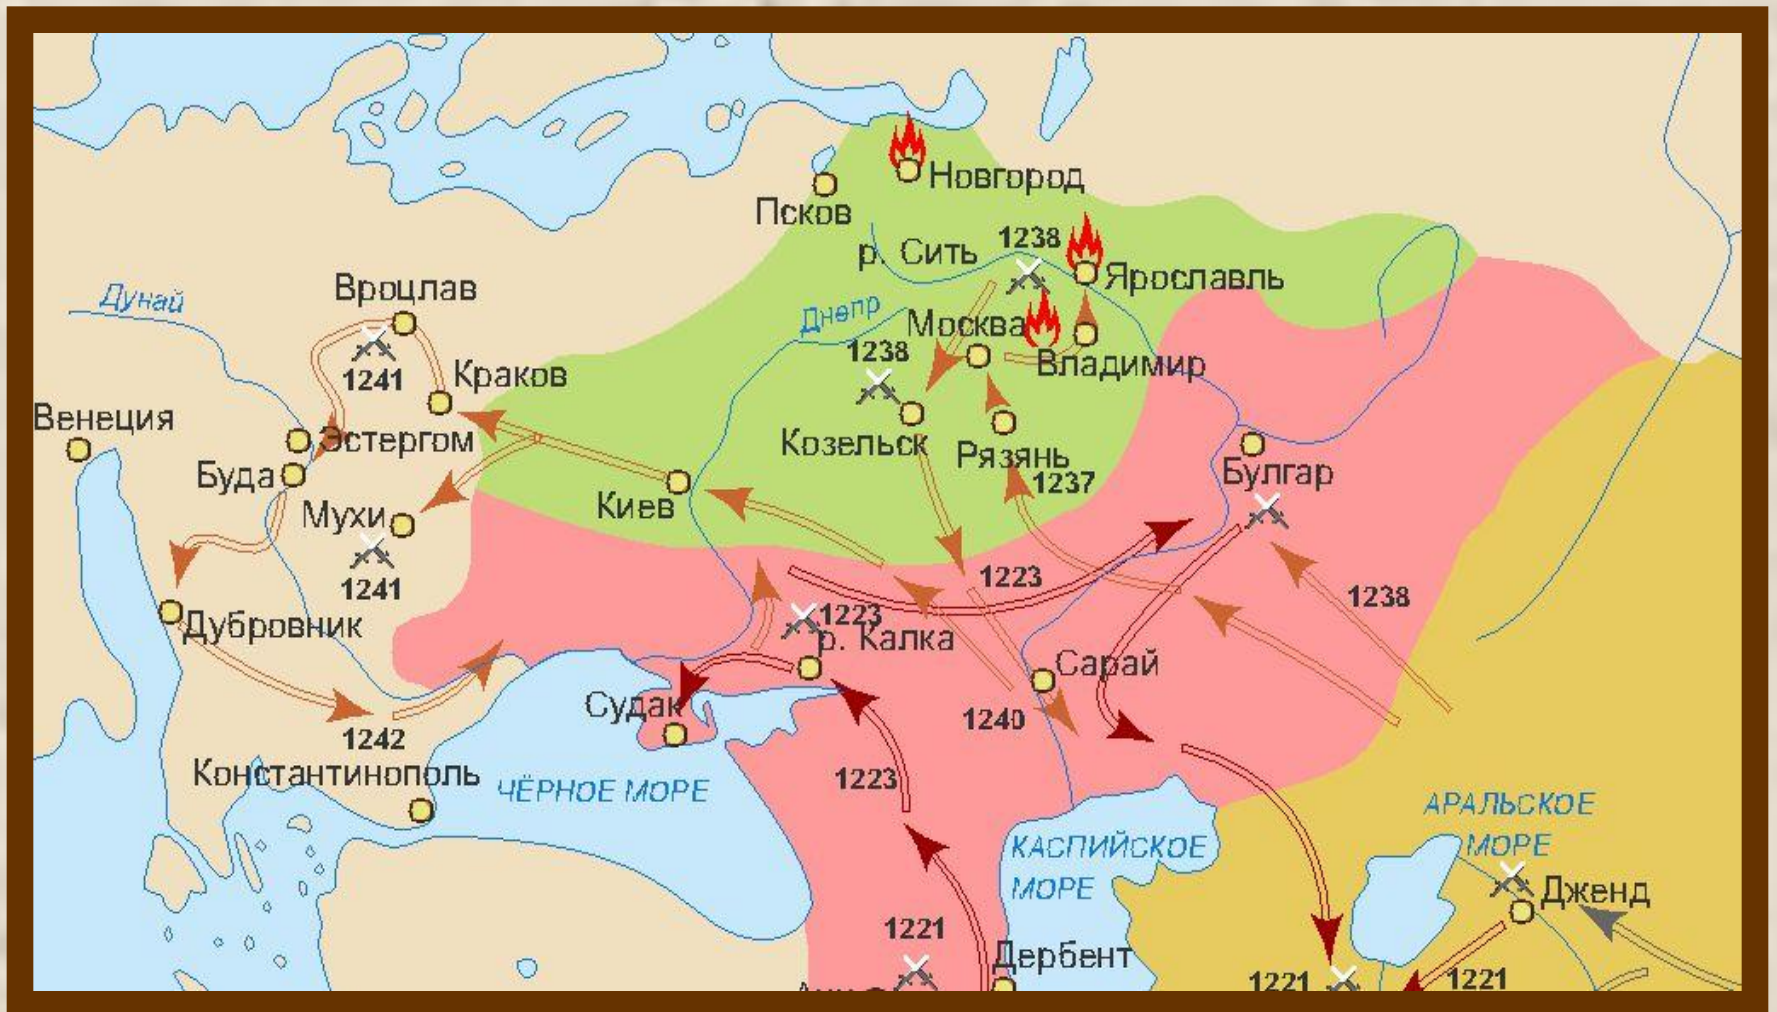 Новгород
Псков
р. Сить
1238
Ярославль
Вроцлав
Дунай
Днепр
Москва
1238
Владимир
1241
Краков
Венеция
Эстергом
Козельск
Рязань
Булгар
Буда
1237
Киев
Мухи
1241
1223
1238
1223
Дубровник
р. Калка
Сарай
Судак
1240
1242
Константинополь
ЧЁРНОЕ МОРЕ
1223
АРАЛЬСКОЕ
МОРЕ
КАСПИЙСКОЕ
МОРЕ
Дженд
1221
Дербент
1221
1221